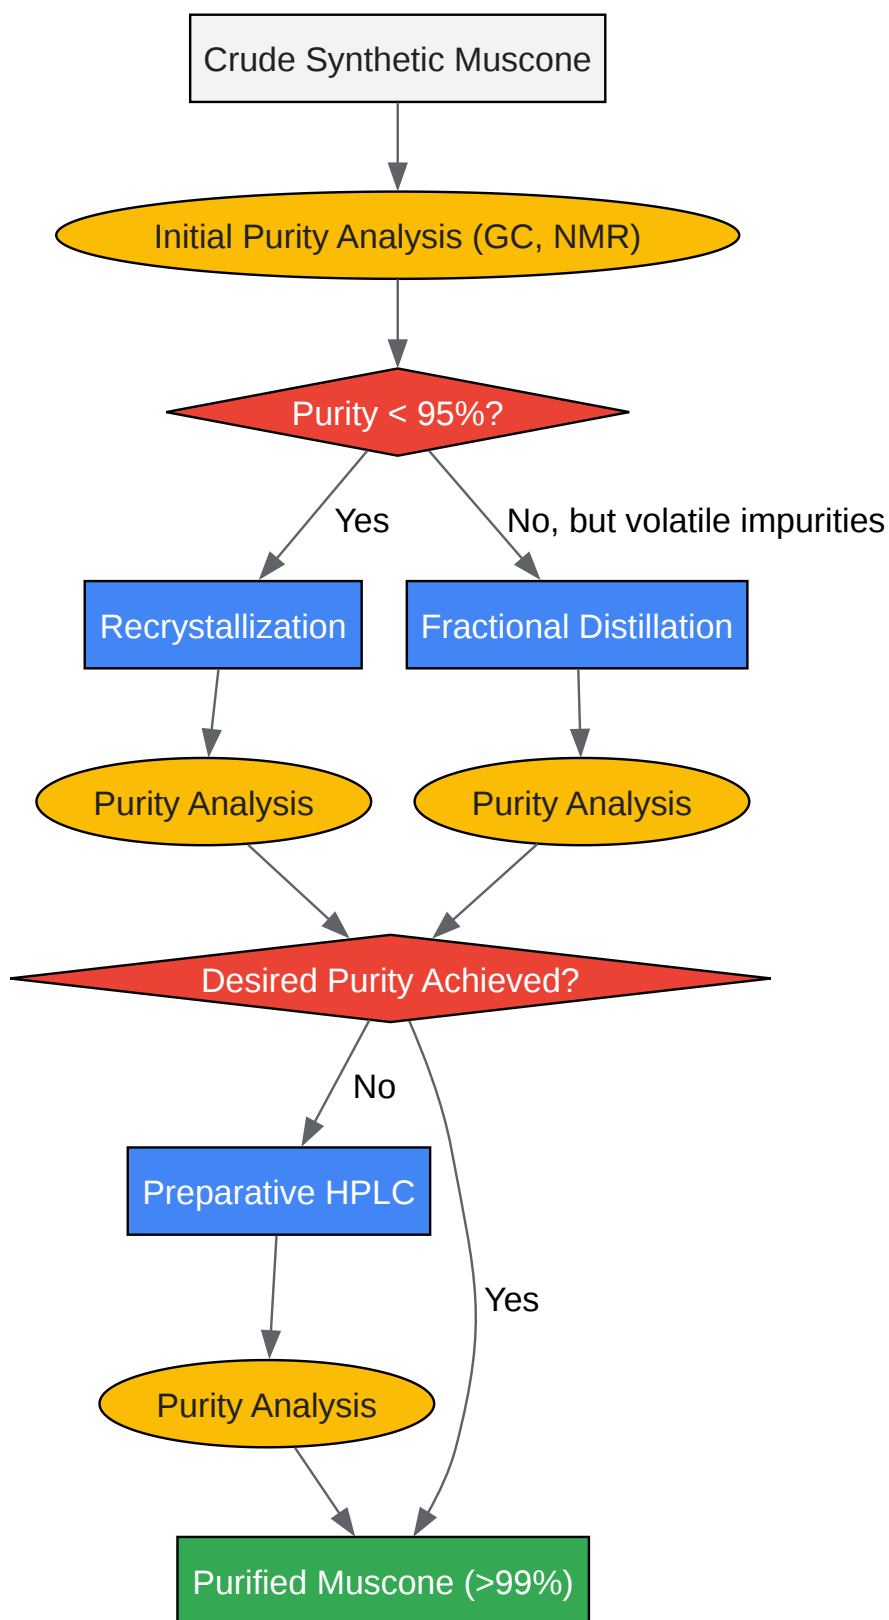 Crude Synthetic Muscone
Initial Purity Analysis (GC, NMR)
Purity < 95%?
Yes
No, but volatile impurities
Recrystallization
Fractional Distillation
Purity Analysis
Purity Analysis
Desired Purity Achieved?
No
Preparative HPLC
Yes
Purity Analysis
Purified Muscone (>99%)